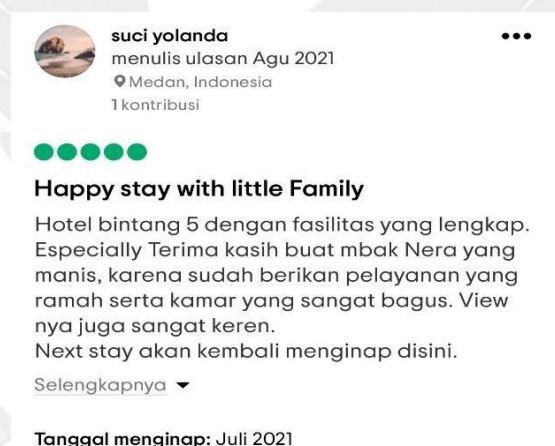 suci yolanda
menulis ulasan Agu 2021
Medan, Indonesia
1 kontribusi
Happy stay with little Family
Hotel bintang 5 dengan fasilitas yang lengkap.
Especially Terima kasih buat mbak Nera yang
manis, karena sudah berikan pelayanan yang
ramah serta kamar yang sangat bagus. View
nya juga sangat keren.
Next stay akan kembali menginap disini.
Selengkapnya
Tanggal menginap: Juli 2021